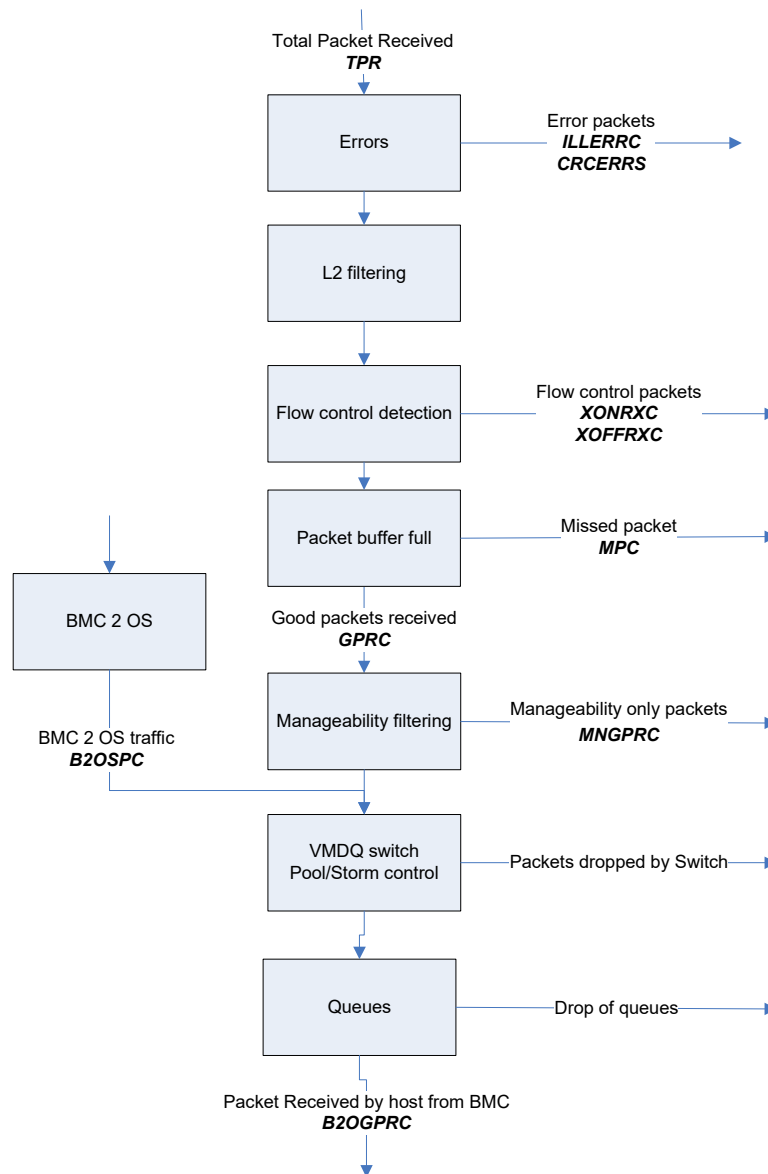 Total Packet Received
TPR
Errors
Error packets
ILLERRC
CRCERRS
L2 filtering
Flow control detection
Flow control packets
XONRXC
XOFFRXC
Packet buffer full
Missed packet
MPC
BMC 2 OS
Good packets received
GPRC
Manageability filtering
Manageability only packets
MNGPRC
BMC 2 OS traffic
B2OSPC
VMDQ switch
Pool/Storm control
Packets dropped by Switch
Queues
Drop of queues
Packet Received by host from BMC
B2OGPRC